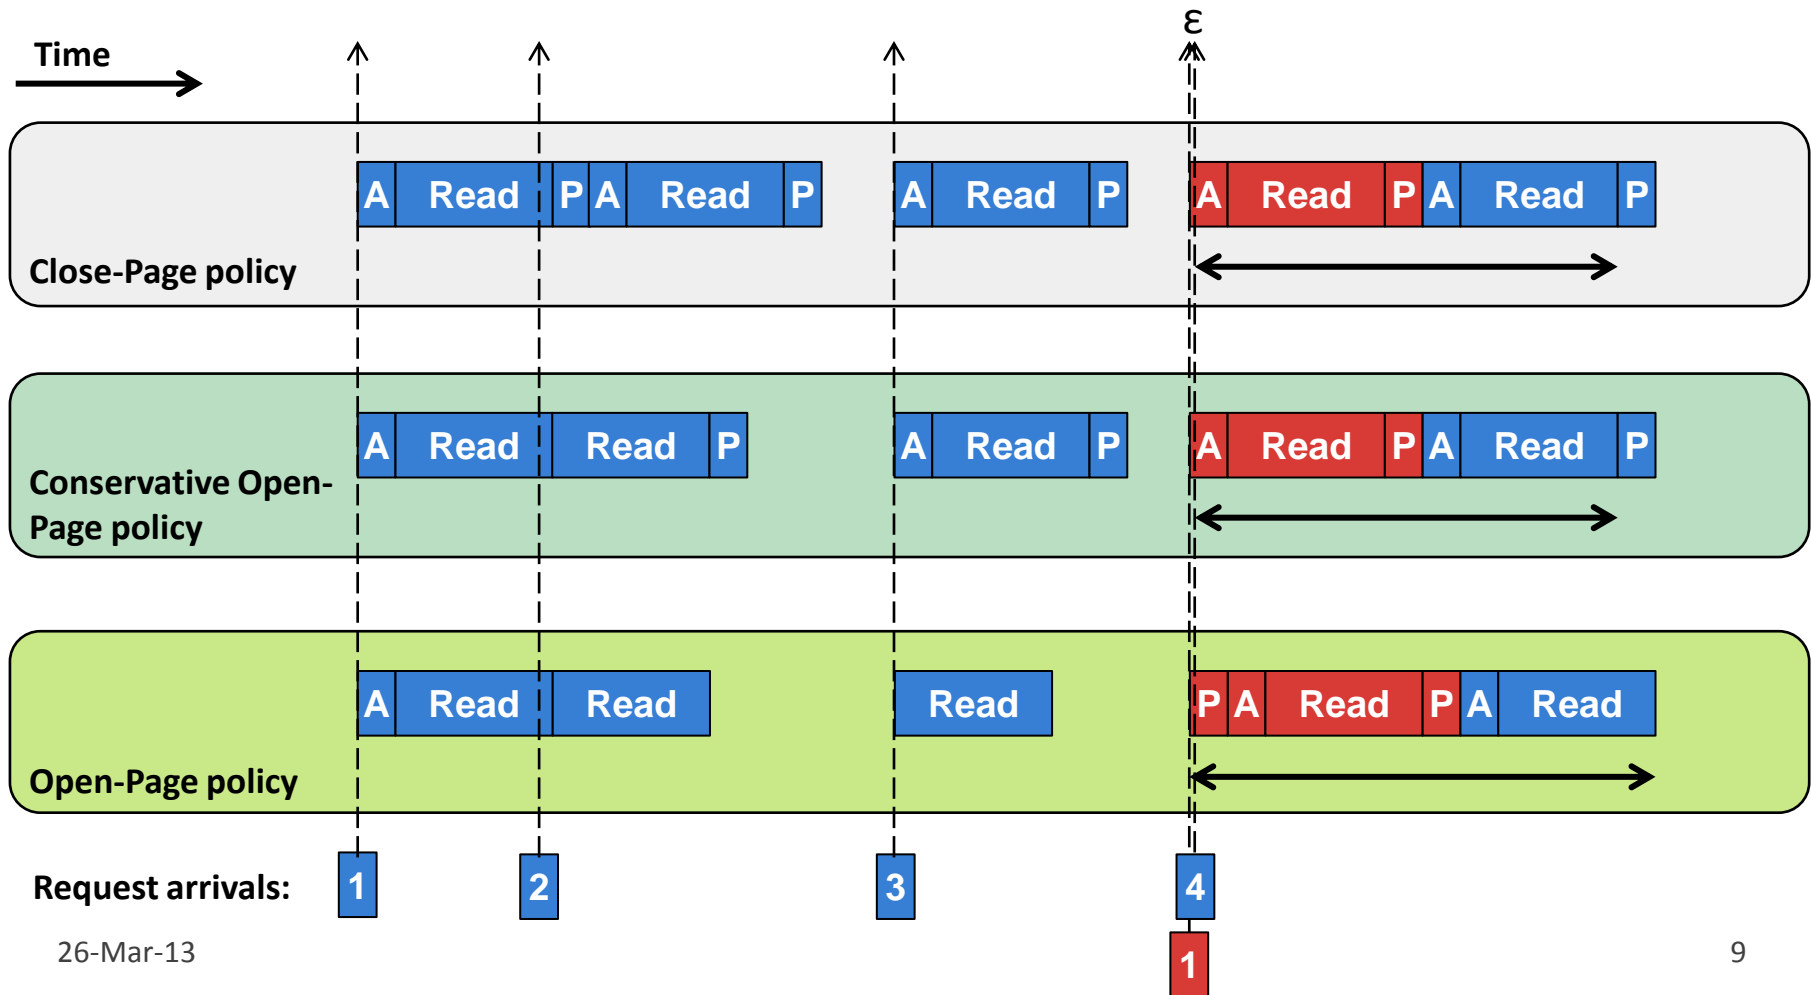 ε
Time
A Read P A Read P A Read P A Read P A Read P
Close-Page policy
A Read Read P A Read P A Read P A Read P
Conservative Open-
Page policy
A Read Read Read P A Read P A Read
Open-Page policy
Request arrivals: 1 2 3 4
26-Mar-13 1 9